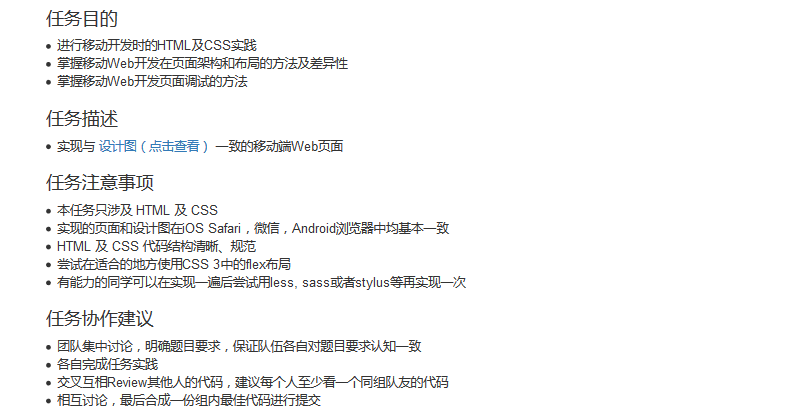 任务目的
进行移动开发时的HTML及CSS实践
掌握移动Web开发在页面架构和布局的方法及差异性
掌握移动Web开发页面调试的方法
任务描述
实现与 设计图（点击查看） 一致的移动端Web页面
任务注意事项
本任务只涉及 HTML 及 CSS
实现的页面和设计图在iOS Safari，微信，Android浏览器中均基本一致
HTML 及 CSS 代码结构清晰、规范
尝试在适合的地方使用CSS 3中的flex布局
有能力的同学可以在实现一遍后尝试用less, sass或者stylus等再实现一次
任务协作建议
团队集中讨论，明确题目要求，保证队伍各自对题目要求认知一致
各自完成任务实践
交叉互相Review其他人的代码，建议每个人至少看一个同组队友的代码
相互讨论，最后合成一份组内最佳代码进行提交